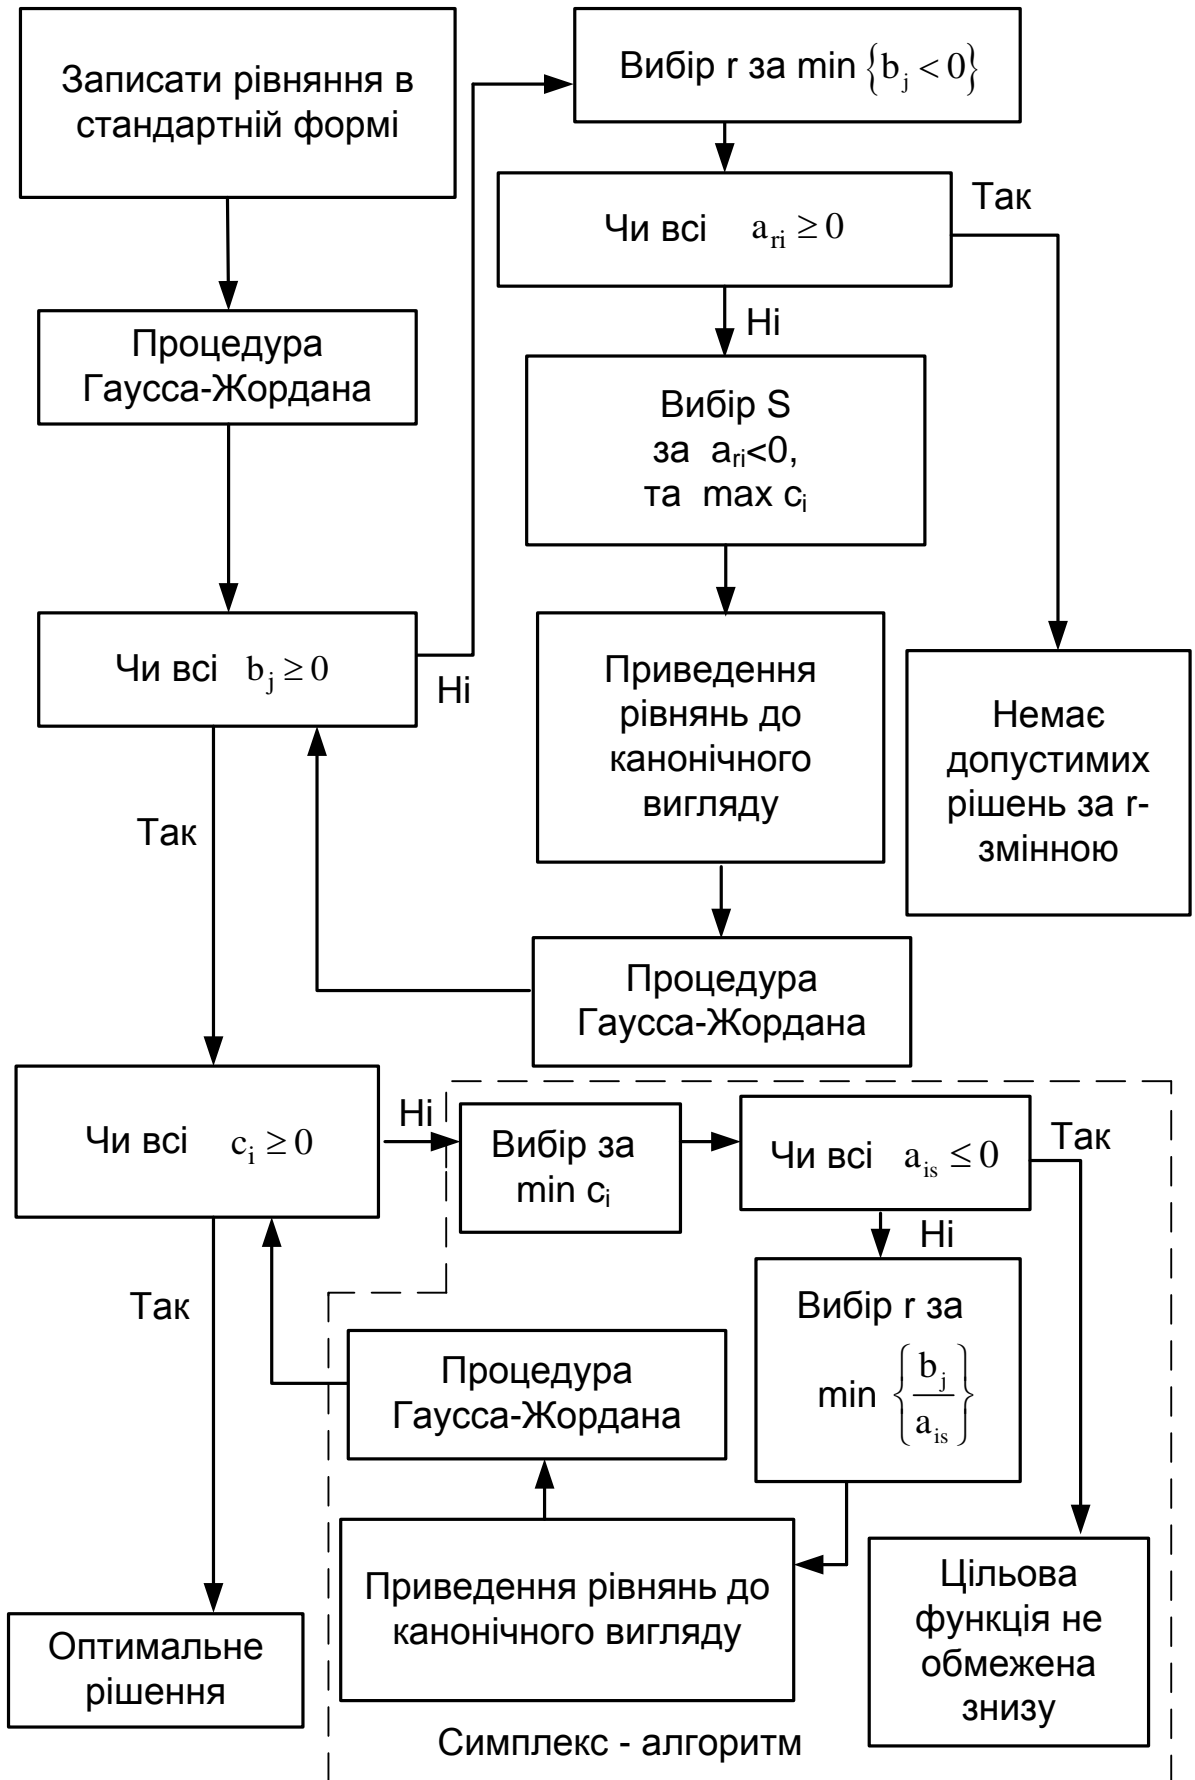 Записати рівняння в
стандартній формі
Процедура
Гаусса-Жордана
Чи всі b_j ≥ 0
Ні
Так
Вибір r за min {b_j < 0}
Чи всі a_ri ≥ 0
Так
Ні
Вибір S
за a_ri<0,
та max c_i
Приведення
рівнянь до
канонічного
вигляду
Немає
допустимих
рішень за r-
змінною
Процедура
Гаусса-Жордана
Чи всі c_i ≥ 0
Ні
Так
Вибір за
min c_i
Чи всі a_is ≤ 0
Так
Ні
Вибір r за
min {b_j / a_is}
Процедура
Гаусса-Жордана
Приведення рівнянь до
канонічного вигляду
Цільова
функція не
обмежена
знизу
Оптимальне
рішення
Симплекс - алгоритм